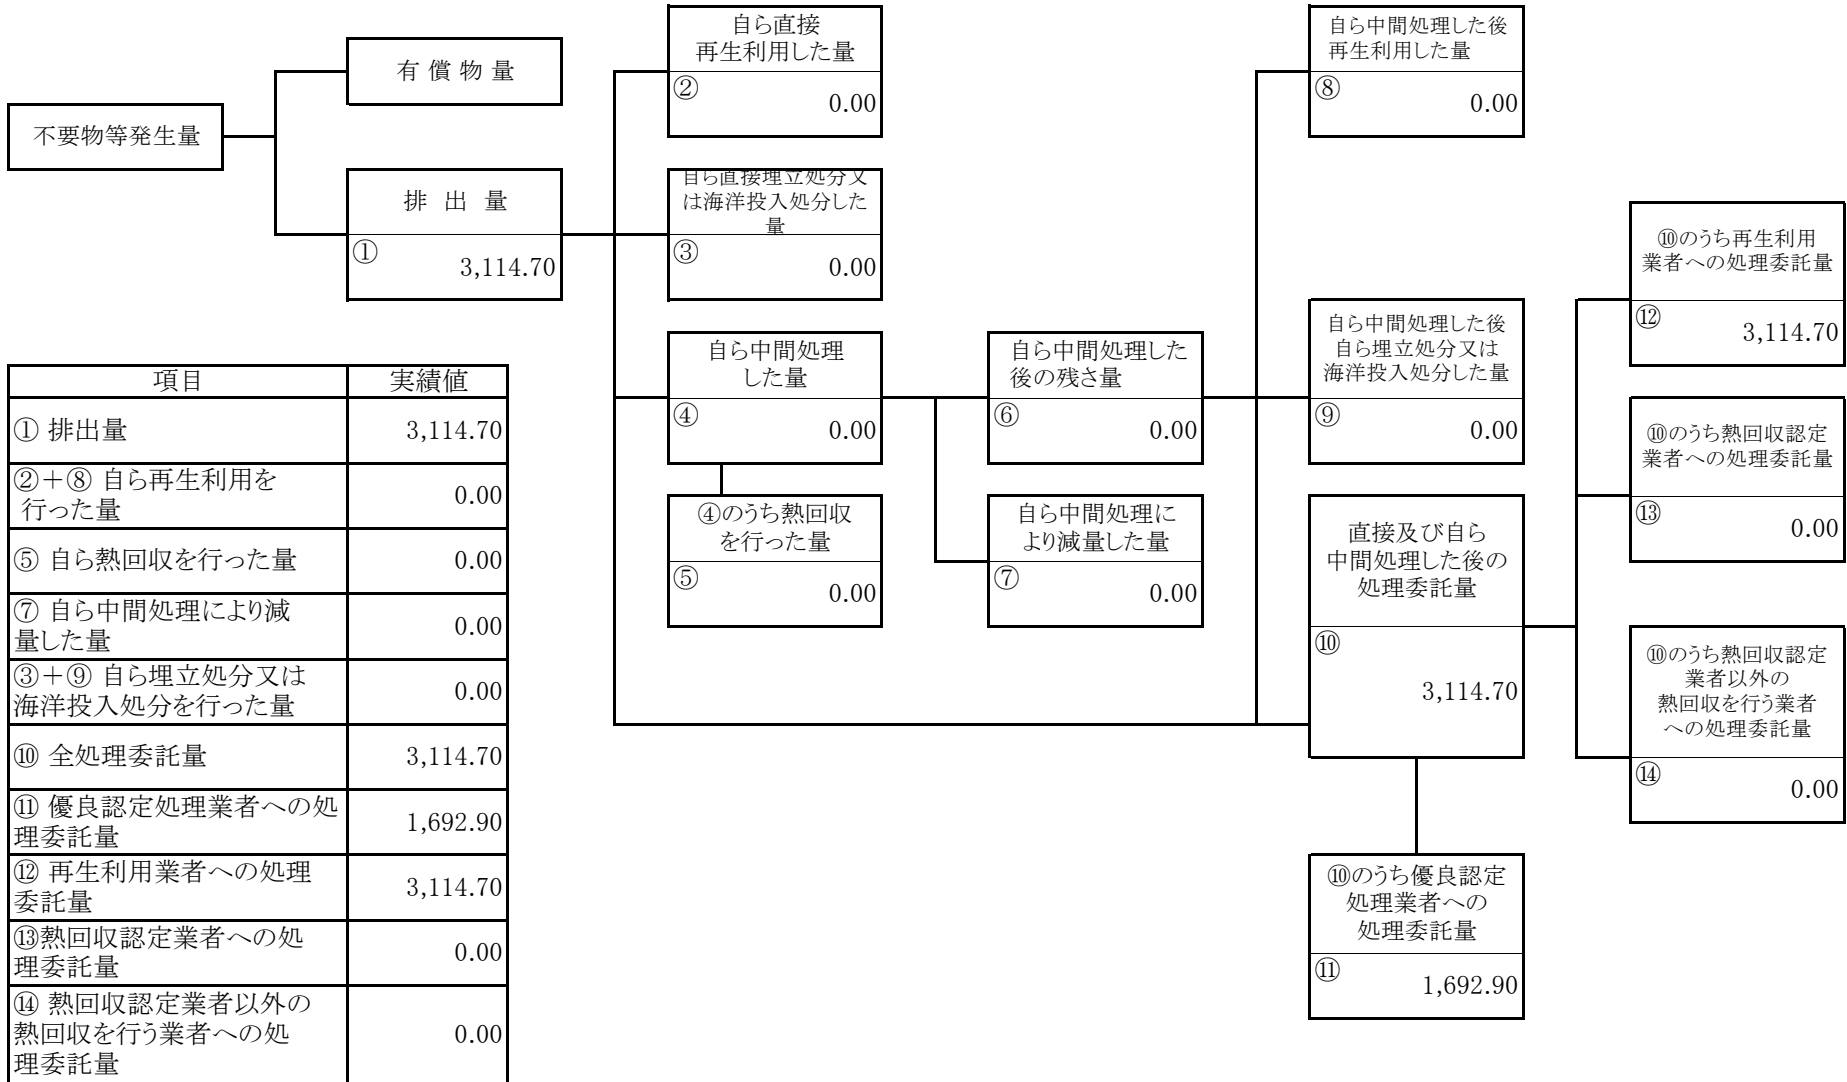 不要物等発生量
有 償 物 量
排 出 量
①
3,114.70
自ら直接
再生利用した量
②
0.00
自ら直接埋立処分又
は海洋投入処分した
量
③
0.00
自ら中間処理
した量
④
0.00
④のうち熱回収
を行った量
⑤
0.00
自ら中間処理した
後の残さ量
⑥
0.00
自ら中間処理に
より減量した量
⑦
0.00
自ら中間処理した後
再生利用した量
⑧
0.00
自ら中間処理した後
自ら埋立処分又は
海洋投入処分した量
⑨
0.00
直接及び自ら
中間処理した後の
処理委託量
⑩
3,114.70
⑩のうち優良認定
処理業者への
処理委託量
⑪
1,692.90
⑩のうち再生利用
業者への処理委託量
⑫
3,114.70
⑩のうち熱回収認定
業者への処理委託量
⑬
0.00
⑩のうち熱回収認定
業者以外の
熱回収を行う業者
への処理委託量
⑭
0.00
項目 実績値
① 排出量 3,114.70
②＋⑧ 自ら再生利用を
行った量 0.00
⑤ 自ら熱回収を行った量 0.00
⑦ 自ら中間処理により減
量した量 0.00
③＋⑨ 自ら埋立処分又は
海洋投入処分を行った量 0.00
⑩ 全処理委託量 3,114.70
⑪ 優良認定処理業者への処
理委託量 1,692.90
⑫ 再生利用業者への処理
委託量 3,114.70
⑬熱回収認定業者への処
理委託量 0.00
⑭ 熱回収認定業者以外の
熱回収を行う業者への処
理委託量 0.00